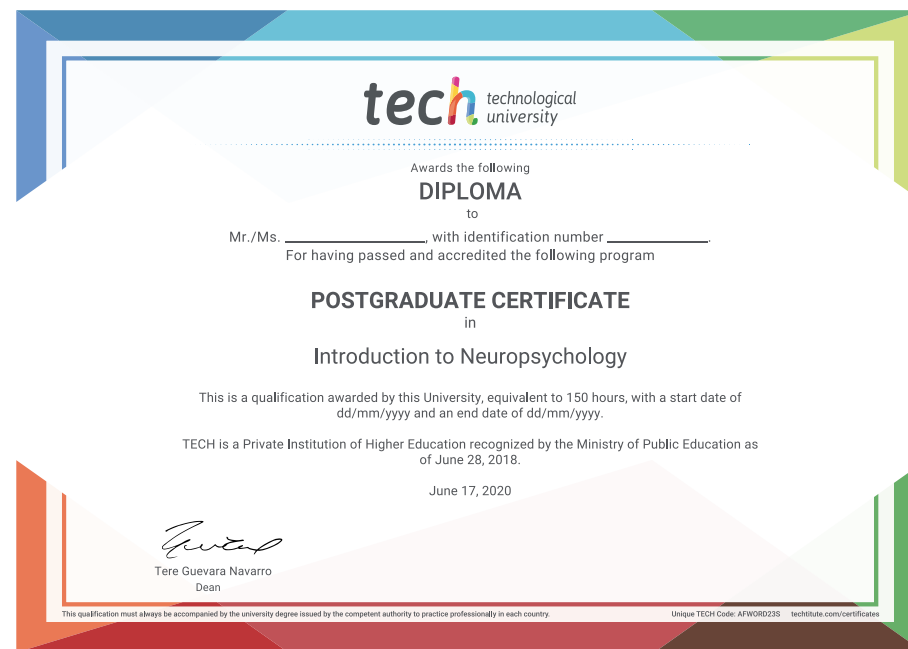 tech technological
university
Awards the following
DIPLOMA
to
Mr./Ms. ____________________, with identification number ______________.
For having passed and accredited the following program
POSTGRADUATE CERTIFICATE
in
Introduction to Neuropsychology
This is a qualification awarded by this University, equivalent to 150 hours, with a start date of
dd/mm/yyyy and an end date of dd/mm/yyyy.
TECH is a Private Institution of Higher Education recognized by the Ministry of Public Education as
of June 28, 2018.
June 17, 2020
Tere Guevara Navarro
Dean
This qualification must always be accompanied by the university degree issued by the competent authority to practice professionally in each country. Unique TECH Code: AFWORD23S techtitute.com/certificates